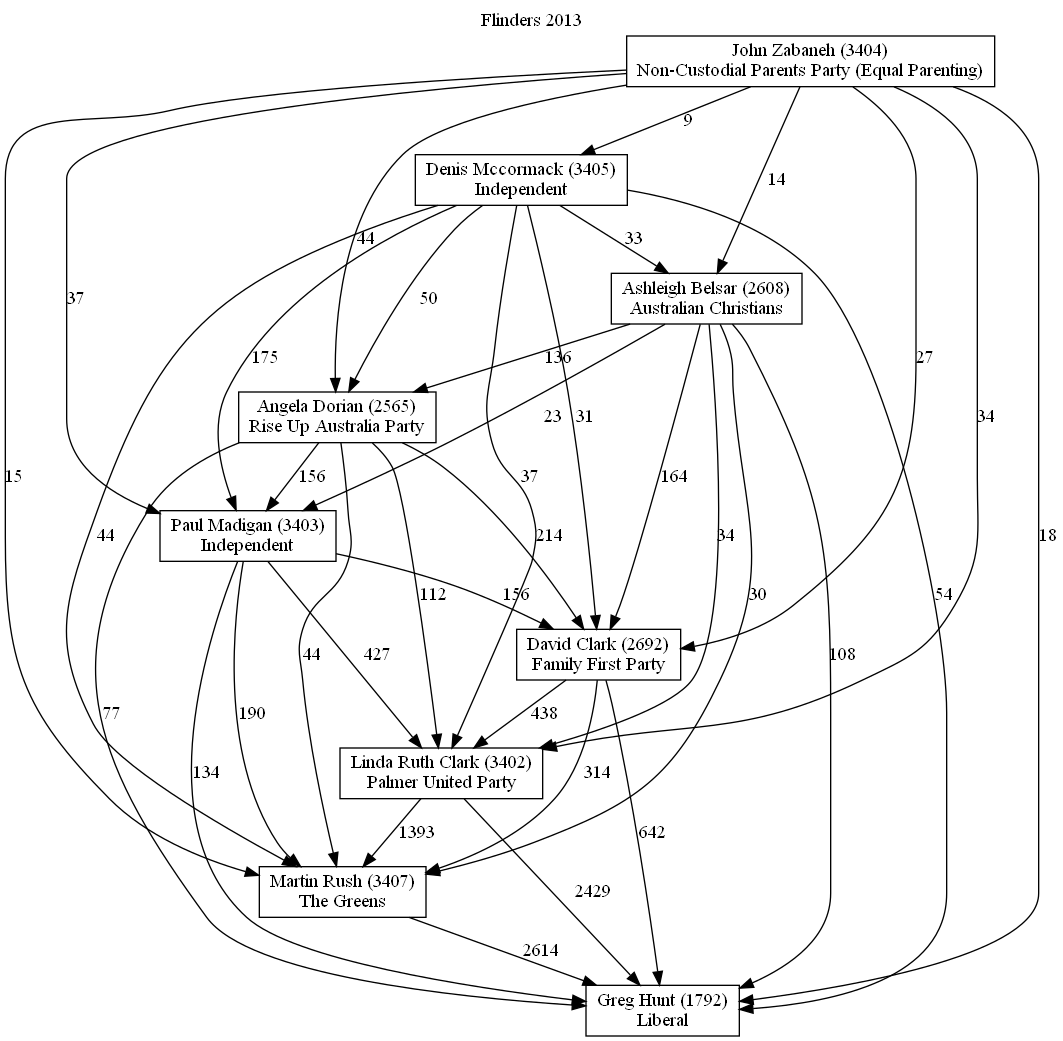 Flinders 2013
John Zabaneh (3404)
Non-Custodial Parents Party (Equal Parenting)
9
Denis Mccormack (3405)
Independent
14
44
33
Ashleigh Belsar (2608)
Australian Christians
37
50
175
136
27
Angela Dorian (2565)
Rise Up Australia Party
23
31
34
15
156
37
164
Paul Madigan (3403)
Independent
44
214
34
18
112
156
30
54
David Clark (2692)
Family First Party
44
427
108
77
190
438
Linda Ruth Clark (3402)
Palmer United Party
134
314
1393
642
Martin Rush (3407)
The Greens
2429
2614
Greg Hunt (1792)
Liberal